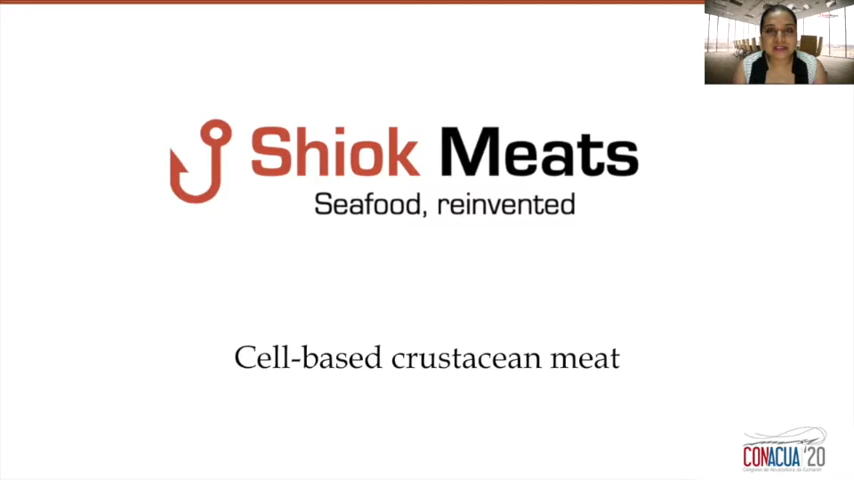 Shiok Meats
Seafood, reinvented
Cell-based crustacean meat
CONACUA '20